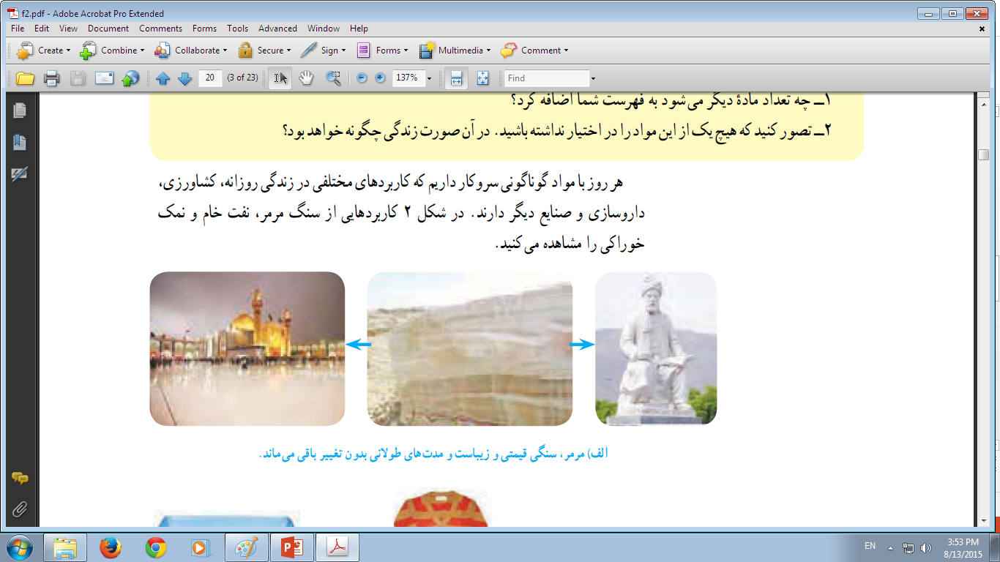 f2.pdf - Adobe Acrobat Pro Extended
File Edit View Document Comments Forms Tools Advanced Window Help
Create Combine Collaborate Secure Sign Forms Multimedia Comment
20 (3 of 23) 137% Find
۱ــ چه تعداد مادهٔ دیگر می‌شود به فهرست شما اضافه کرد؟
۲ــ تصور کنید که هیچ یک از این مواد را در اختیار نداشته باشید. در آن صورت زندگی چگونه خواهد بود؟
هر روز با مواد گوناگونی سروکار داریم که کاربردهای مختلفی در زندگی روزانه، کشاورزی،
داروسازی و صنایع دیگر دارند. در شکل ۲ کاربردهایی از سنگ مرمر، نفت خام و نمک
خوراکی را مشاهده می‌کنید.
الف) مرمر، سنگی قیمتی و زیباست و مدت‌های طولانی بدون تغییر باقی می‌ماند.
EN
3:53 PM
8/13/2015